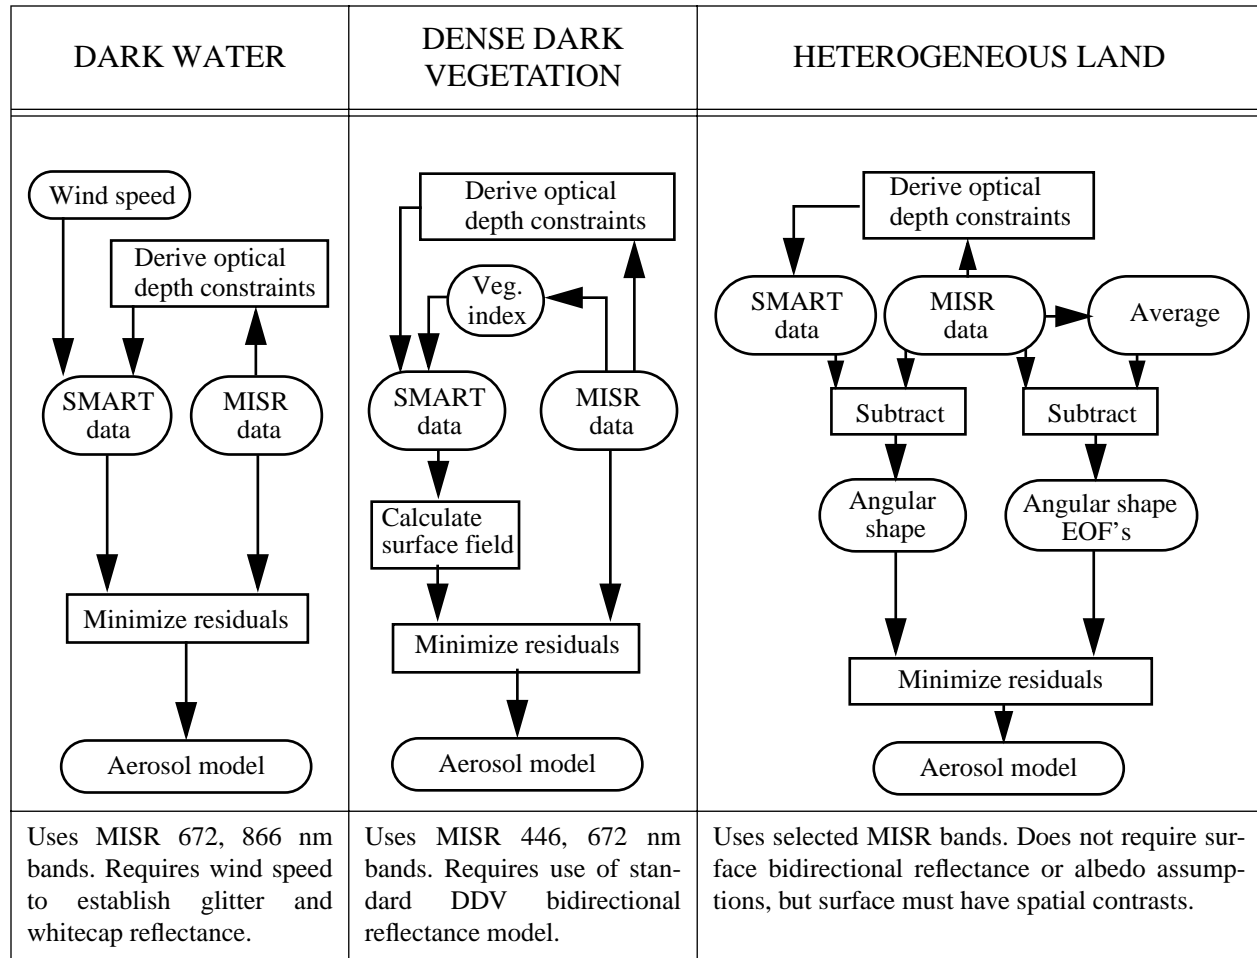 DARK WATER
DENSE DARK
VEGETATION
HETEROGENEOUS LAND
Wind speed
Derive optical
depth constraints
SMART
data
MISR
data
Minimize residuals
Aerosol model
Derive optical
depth constraints
Veg.
index
SMART
data
MISR
data
Calculate
surface field
Minimize residuals
Aerosol model
Derive optical
depth constraints
SMART
data
MISR
data
Average
Subtract
Subtract
Angular
shape
Angular shape
EOF's
Minimize residuals
Aerosol model
Uses MISR 672, 866 nm
bands. Requires wind speed
to establish glitter and
whitecap reflectance.
Uses MISR 446, 672 nm
bands. Requires use of stan-
dard DDV bidirectional
reflectance model.
Uses selected MISR bands. Does not require sur-
face bidirectional reflectance or albedo assump-
tions, but surface must have spatial contrasts.